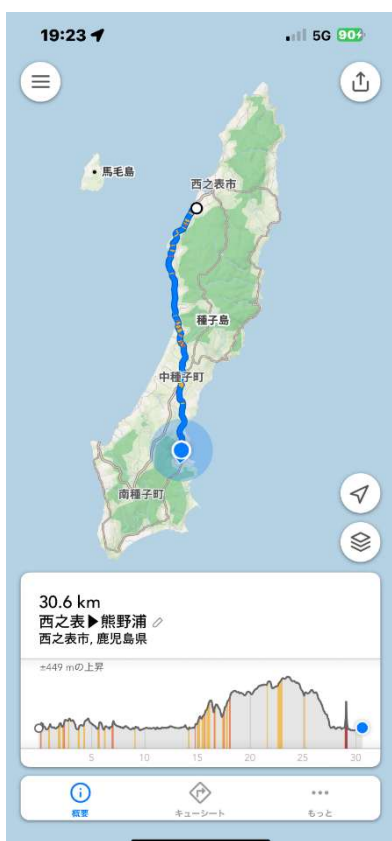 19:23
5G 90
西之表市
馬毛島
種子島
中種子町
南種子町
30.6 km
西之表▶熊野浦
西之表市, 鹿児島県
±449 mの上昇
5 10 15 20 25 30
概要 キューシート もっと